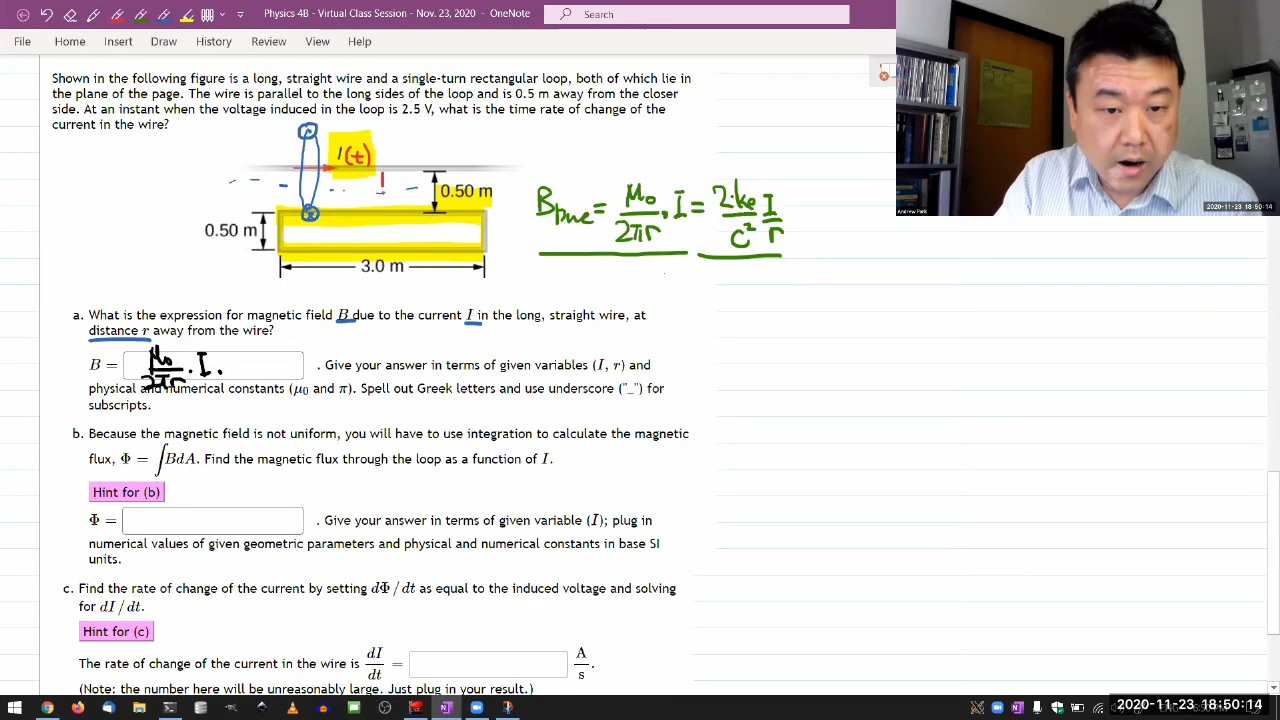 Physics 4B - Nov. 23, 2020 - OneNote
Search
File Home Insert Draw History Review View Help
Shown in the following figure is a long, straight wire and a single-turn rectangular loop, both of which lie in
the plane of the page. The wire is parallel to the long sides of the loop and is 0.5 m away from the closer
side. At an instant when the voltage induced in the loop is 2.5 V, what is the time rate of change of the
current in the wire?
I(t)
0.50 m
0.50 m
3.0 m
B_wire = μ₀/2πr · I = 2·k_e/c² I/r
a. What is the expression for magnetic field B due to the current I in the long, straight wire, at
distance r away from the wire?
B = μ₀/2πr · I . Give your answer in terms of given variables (I, r) and
physical and numerical constants (μ₀ and π). Spell out Greek letters and use underscore ("_") for
subscripts.
b. Because the magnetic field is not uniform, you will have to use integration to calculate the magnetic
flux, Φ = ∫BdA. Find the magnetic flux through the loop as a function of I.
Hint for (b)
Φ = . Give your answer in terms of given variable (I); plug in
numerical values of given geometric parameters and physical and numerical constants in base SI
units.
c. Find the rate of change of the current by setting dΦ/dt as equal to the induced voltage and solving
for dI/dt.
Hint for (c)
The rate of change of the current in the wire is dI/dt = A/s.
(Note: the number here will be unreasonably large. Just plug in your result.)
Andrew Park
2020-11-23 18:50:14
2020-11-23 18:50:14